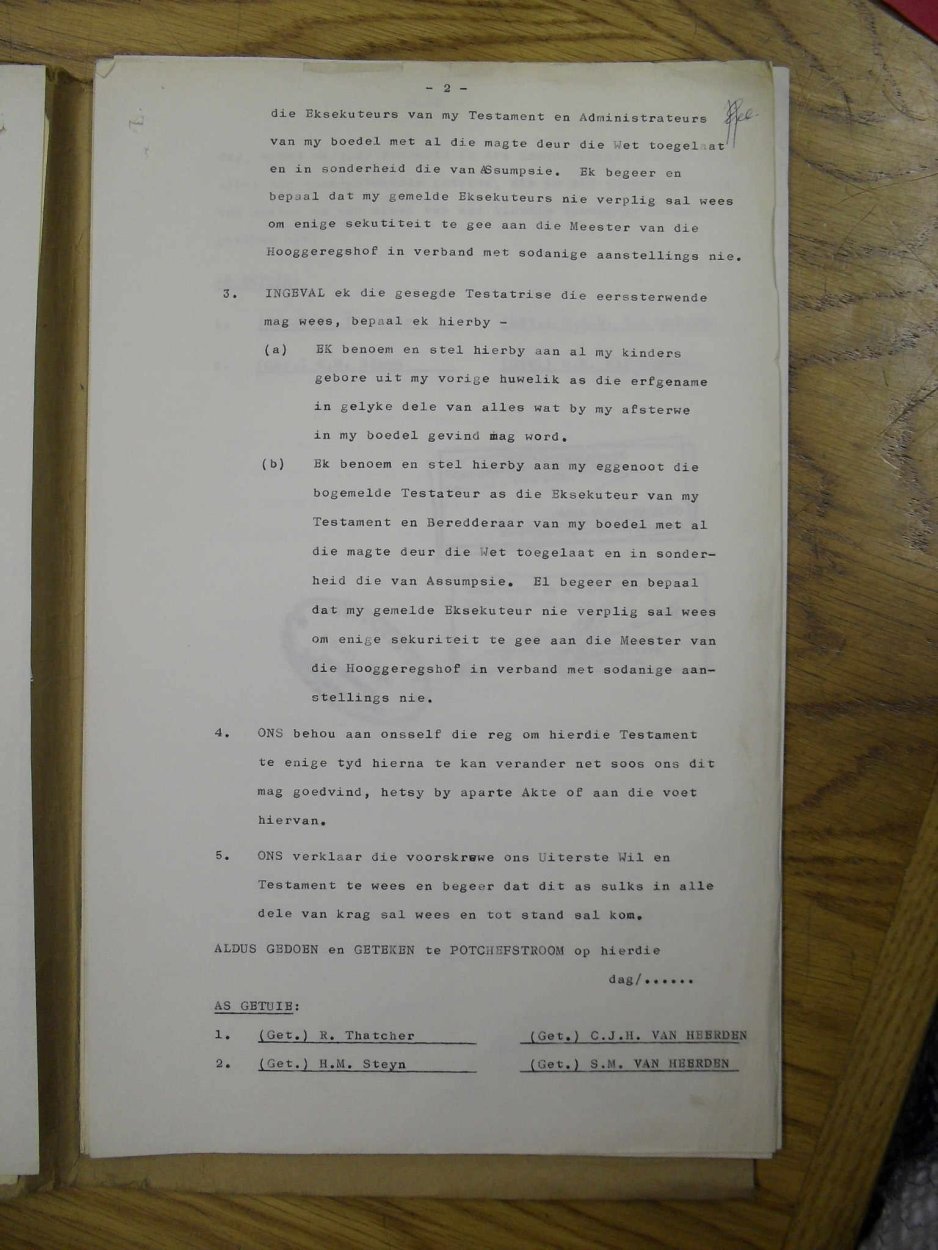 - 2 -
die Eksekuteurs van my Testament en Administrateurs
van my boedel met al die magte deur die Wet toegelaat
en in sonderheid die van Assumpsie. Ek begeer en
bepaal dat my gemelde Eksekuteurs nie verplig sal wees
om enige sekutiteit te gee aan die Meester van die
Hooggeregshof in verband met sodanige aanstellings nie.
3. INGEVAL ek die gesegde Testatrise die eerssterwende
mag wees, bepaal ek hierby -
(a) EK benoem en stel hierby aan al my kinders
gebore uit my vorige huwelik as die erfgename
in gelyke dele van alles wat by my afsterwe
in my boedel gevind mag word.
(b) Ek benoem en stel hierby aan my eggenoot die
bogemelde Testateur as die Eksekuteur van my
Testament en Beredderaar van my boedel met al
die magte deur die Wet toegelaat en in sonder-
heid die van Assumpsie. El begeer en bepaal
dat my gemelde Eksekuteur nie verplig sal wees
om enige sekuriteit te gee aan die Meester van
die Hooggeregshof in verband met sodanige aan-
stellings nie.
4. ONS behou aan onsself die reg om hierdie Testament
te enige tyd hierna te kan verander net soos ons dit
mag goedvind, hetsy by aparte Akte of aan die voet
hiervan.
5. ONS verklaar die voorskrewe ons Uiterste Wil en
Testament te wees en begeer dat dit as sulks in alle
dele van krag sal wees en tot stand sal kom.
ALDUS GEDOEN en GETEKEN te POTCHEFSTROOM op hierdie
dag/......
AS GETUIE:
1. (Get.) R. Thatcher (Get.) C.J.H. VAN HEERDEN
2. (Get.) H.M. Steyn (Get.) S.M. VAN HEERDEN